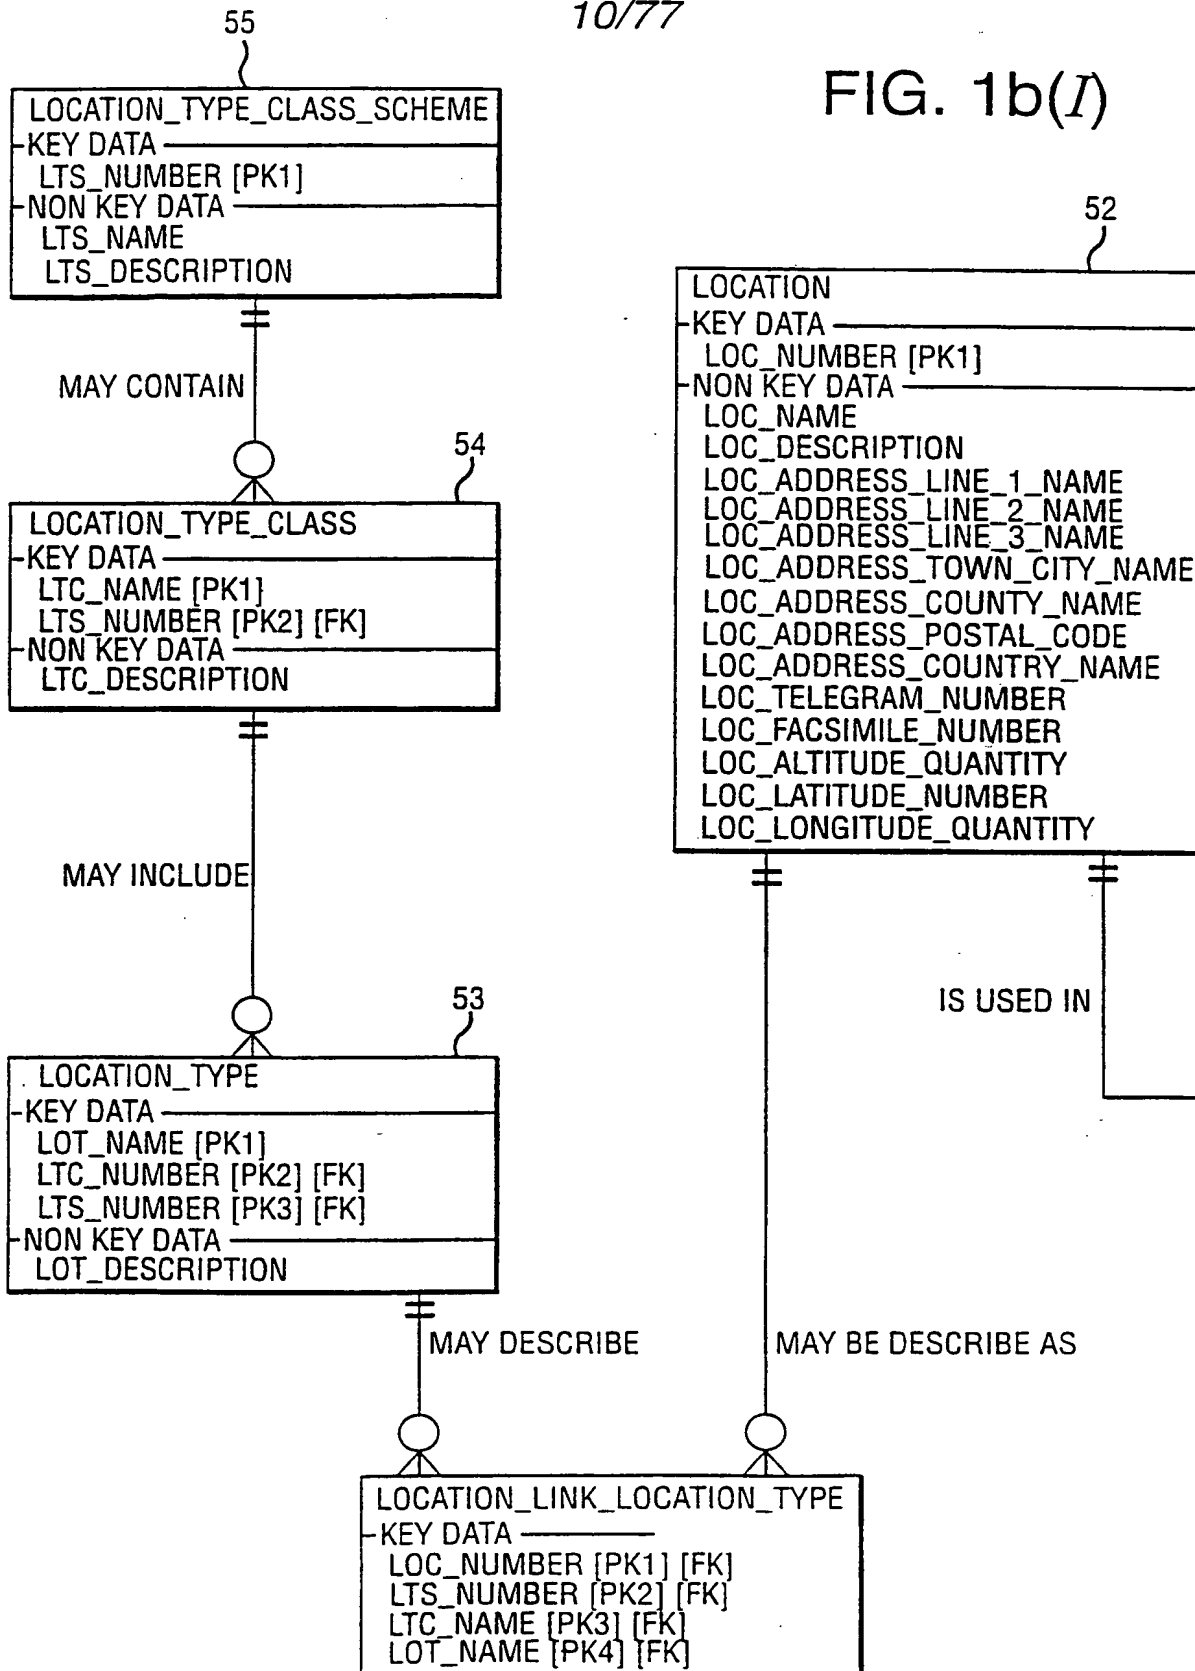 10/77
FIG. 1b(I)
55
LOCATION_TYPE_CLASS_SCHEME
KEY DATA
LTS_NUMBER [PK1]
NON KEY DATA
LTS_NAME
LTS_DESCRIPTION
MAY CONTAIN
54
LOCATION_TYPE_CLASS
KEY DATA
LTC_NAME [PK1]
LTS_NUMBER [PK2] [FK]
NON KEY DATA
LTC_DESCRIPTION
MAY INCLUDE
53
LOCATION_TYPE
KEY DATA
LOT_NAME [PK1]
LTC_NUMBER [PK2] [FK]
LTS_NUMBER [PK3] [FK]
NON KEY DATA
LOT_DESCRIPTION
MAY DESCRIBE
52
LOCATION
KEY DATA
LOC_NUMBER [PK1]
NON KEY DATA
LOC_NAME
LOC_DESCRIPTION
LOC_ADDRESS_LINE_1_NAME
LOC_ADDRESS_LINE_2_NAME
LOC_ADDRESS_LINE_3_NAME
LOC_ADDRESS_TOWN_CITY_NAME
LOC_ADDRESS_COUNTY_NAME
LOC_ADDRESS_POSTAL_CODE
LOC_ADDRESS_COUNTRY_NAME
LOC_TELEGRAM_NUMBER
LOC_FACSIMILE_NUMBER
LOC_ALTITUDE_QUANTITY
LOC_LATITUDE_NUMBER
LOC_LONGITUDE_QUANTITY
IS USED IN
MAY BE DESCRIBE AS
LOCATION_LINK_LOCATION_TYPE
KEY DATA
LOC_NUMBER [PK1] [FK]
LTS_NUMBER [PK2] [FK]
LTC_NAME [PK3] [FK]
LOT_NAME [PK4] [FK]